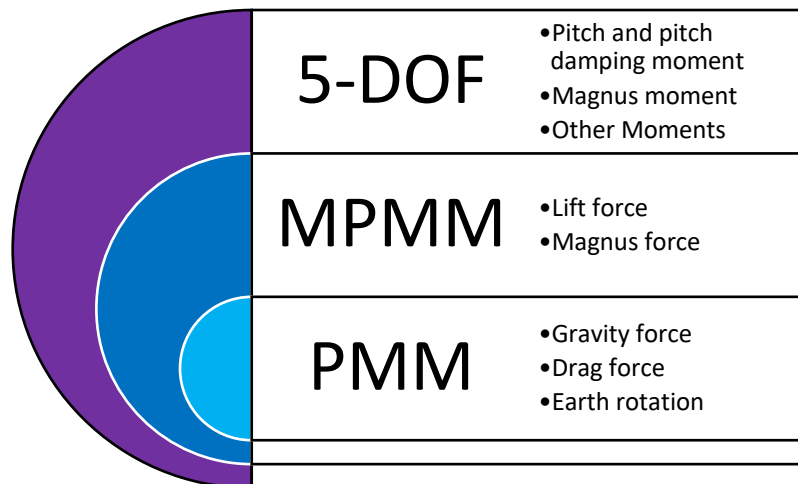 5-DOF
•Pitch and pitch
damping moment
•Magnus moment
•Other Moments
MPMM
•Lift force
•Magnus force
PMM
•Gravity force
•Drag force
•Earth rotation